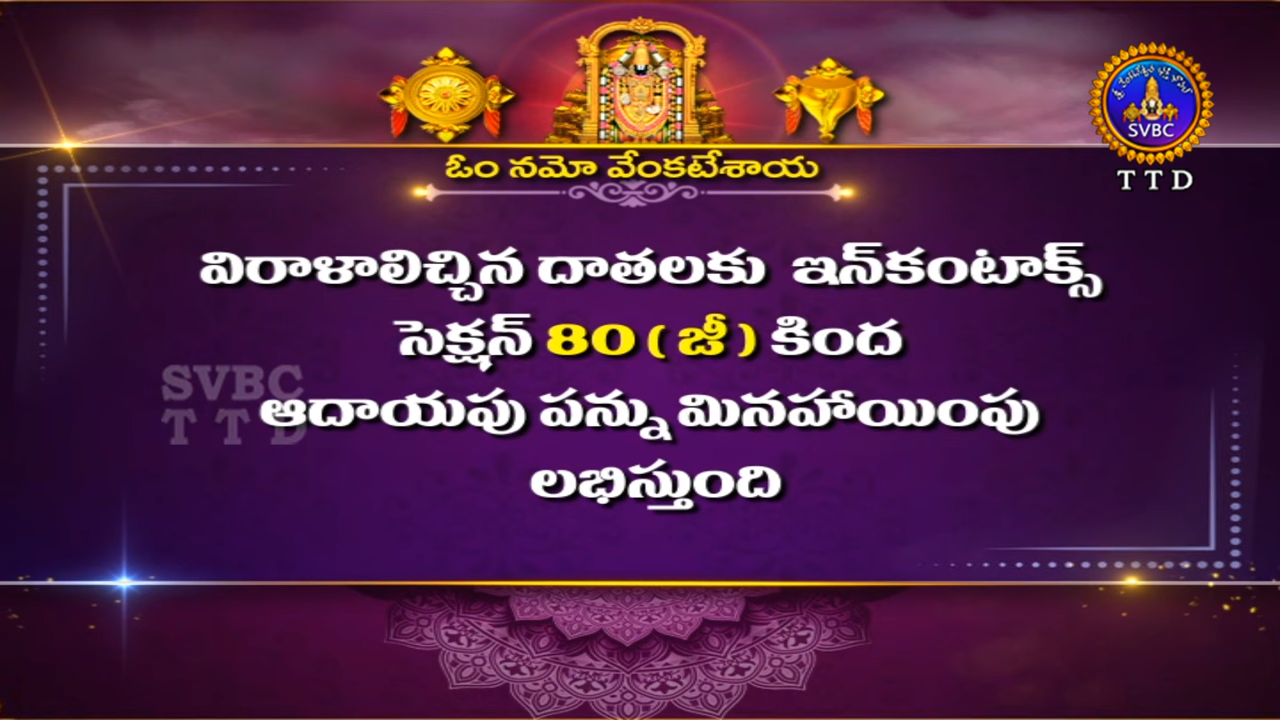 ఓం నమో వేంకటేశాయ
SVBC
TTD
విరాళాలిచ్చిన దాతలకు ఇన్‌కంటాక్స్
సెక్షన్ 80 ( జీ ) కింద
ఆదాయపు పన్ను మినహాయింపు
లభిస్తుంది
SVBC
TTD